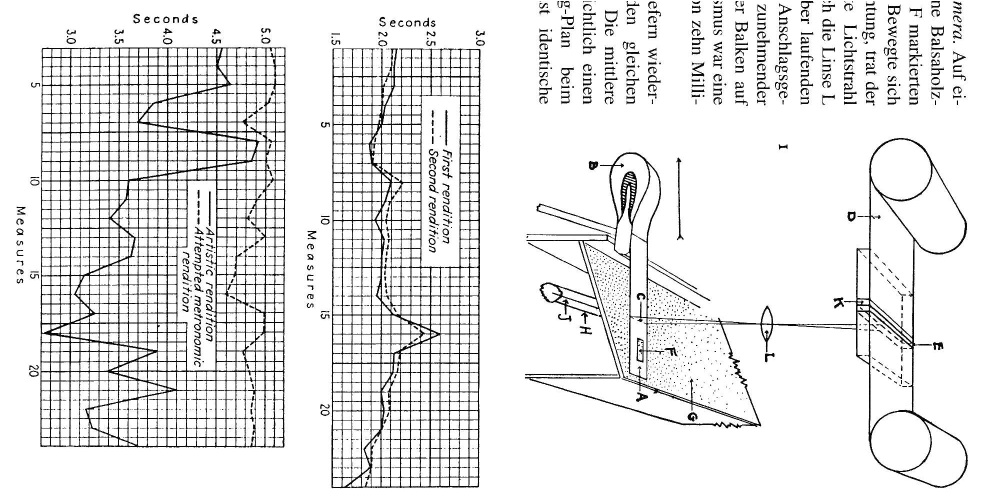 mera. Auf ei-
ne Balsaholz-
F markierten
Bewegte sich
tung, trat der
e Lichtstrahl
ch die Linse L
ber laufenden
Anschlagsge-
zunehmender
er Balken auf
smus war eine
on zehn Milli-
efern wieder-
den gleichen
Die mittlere
ichtlich einen
g-Plan beim
st identische
I
D
K
E
L
B
C
F
A
G
H
J
Seconds
3.0
2.5
2.0
1.5
5
10
15
20
Measures
First rendition
Second rendition
Seconds
5.0
4.5
4.0
3.5
3.0
5
10
15
20
Measures
Artistic rendition
Attempted metronomic
rendition